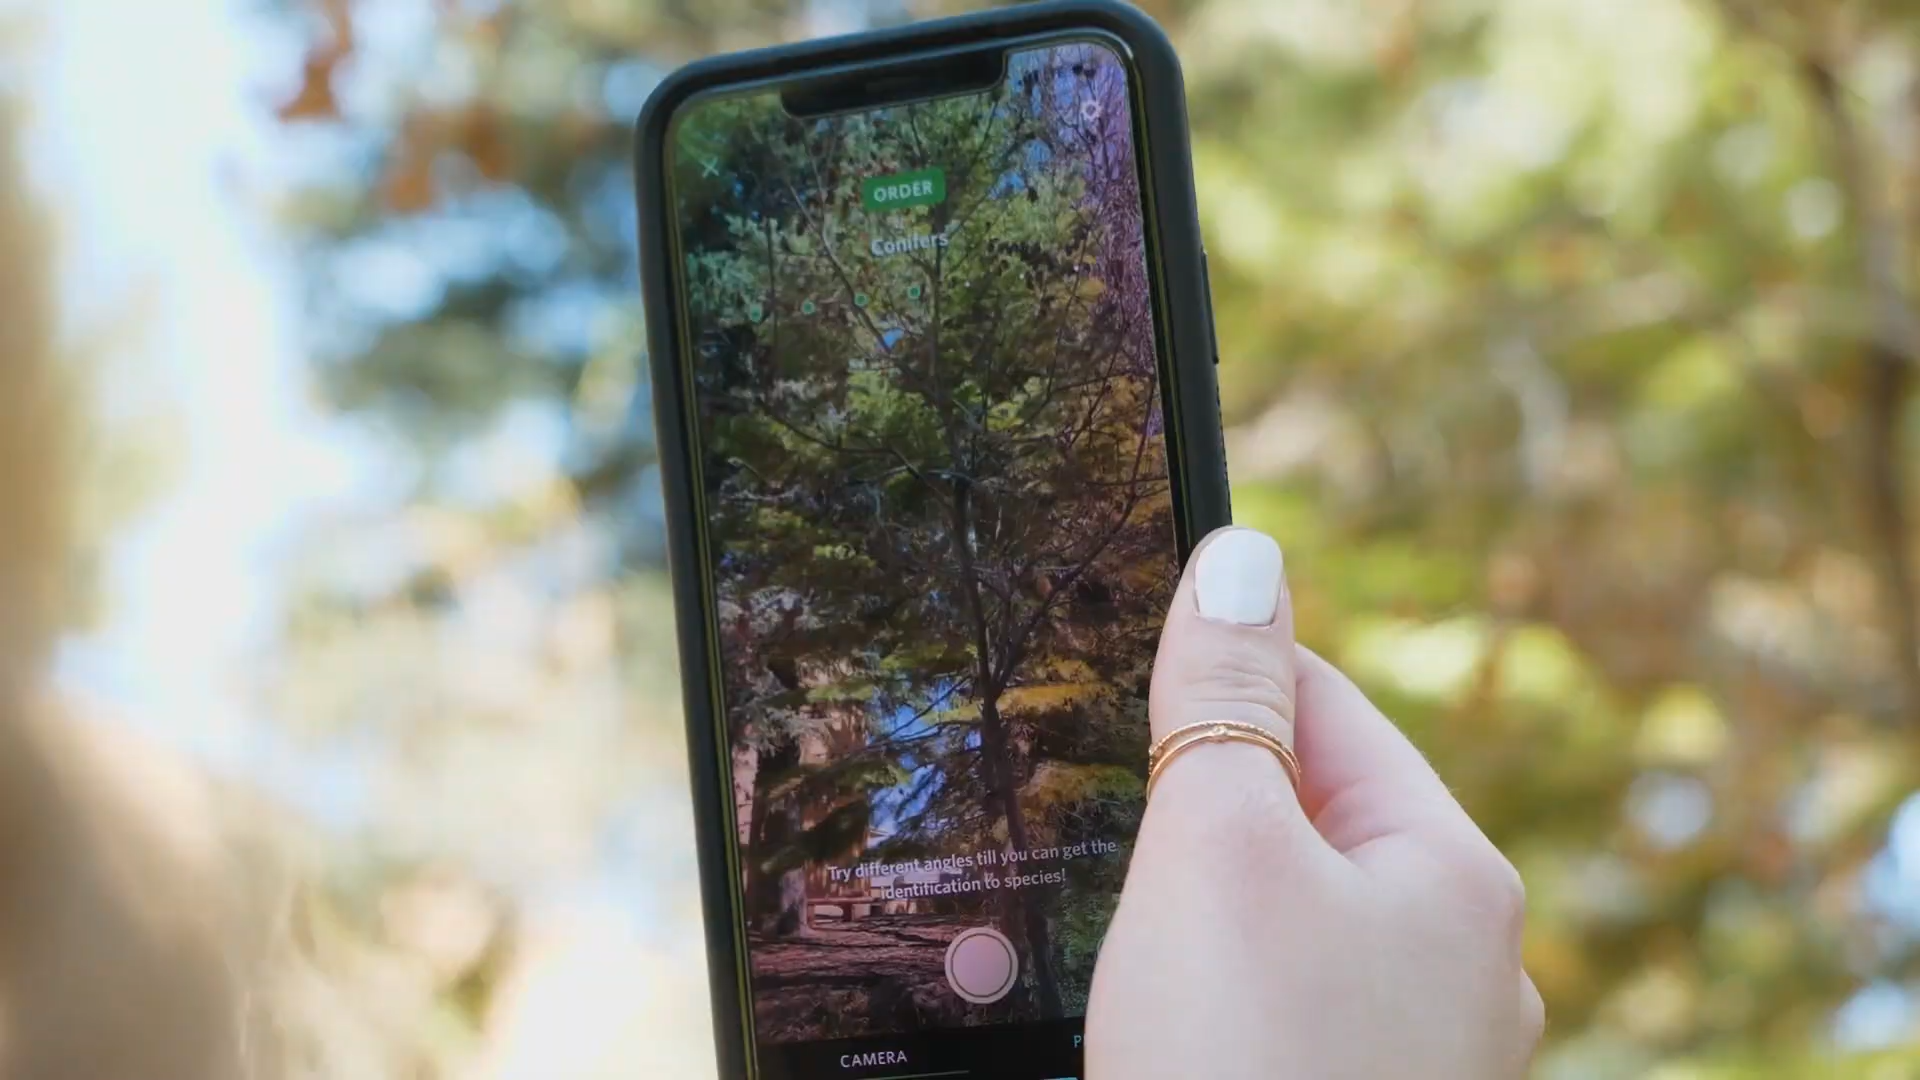 ORDER
Conifers
Try different angles till you can get the
identification to species!
CAMERA
P